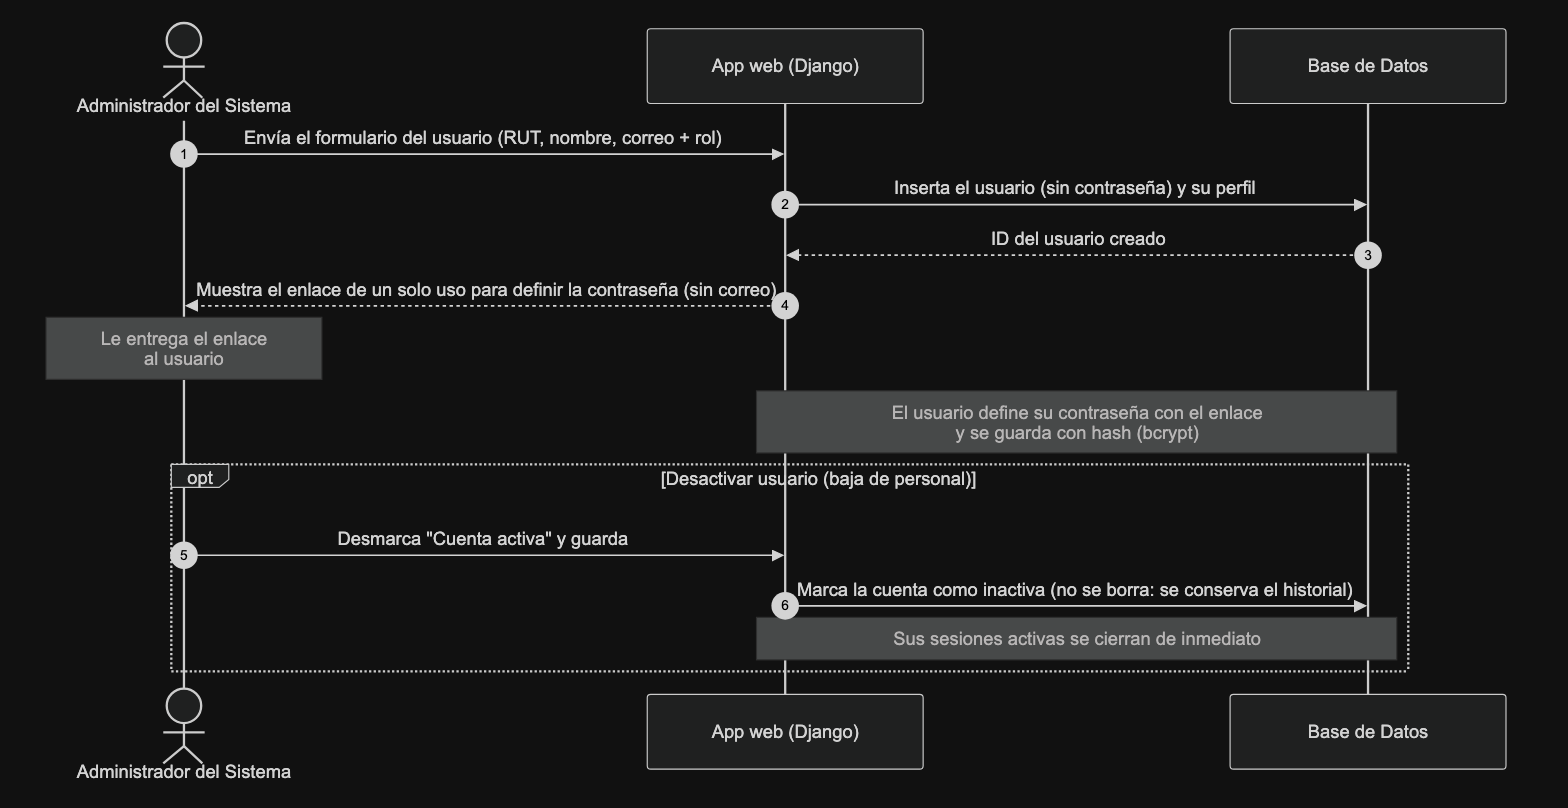 Administrador del Sistema
App web (Django)
Base de Datos
Envía el formulario del usuario (RUT, nombre, correo + rol)
1
Inserta el usuario (sin contraseña) y su perfil
2
ID del usuario creado
3
Muestra el enlace de un solo uso para definir la contraseña (sin correo)
4
Le entrega el enlace
al usuario
El usuario define su contraseña con el enlace
y se guarda con hash (bcrypt)
opt
[Desactivar usuario (baja de personal)]
Desmarca "Cuenta activa" y guarda
5
Marca la cuenta como inactiva (no se borra: se conserva el historial)
6
Sus sesiones activas se cierran de inmediato
Administrador del Sistema
App web (Django)
Base de Datos